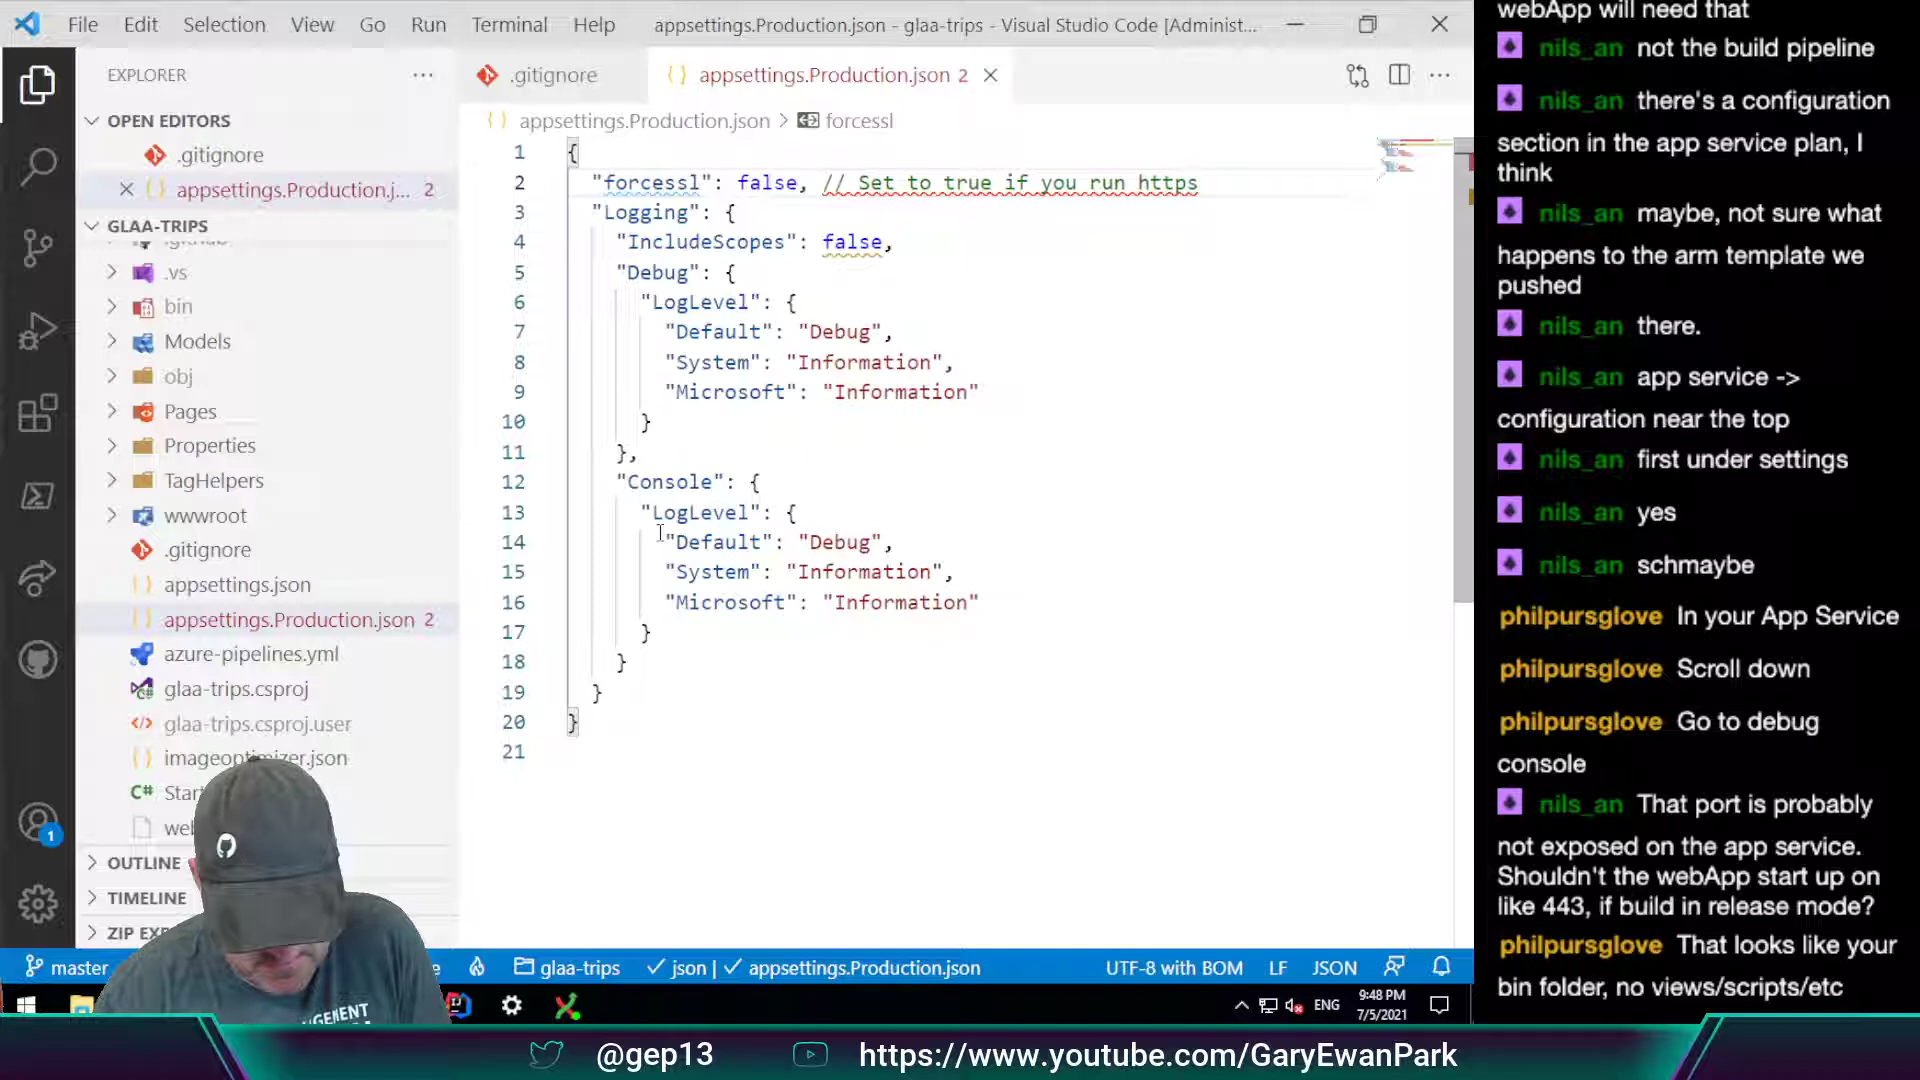 File Edit Selection View Go Run Terminal Help appsettings.Production.json - glaa-trips - Visual Studio Code [Administ...
EXPLORER
OPEN EDITORS
.gitignore
appsettings.Production.j... 2
GLAA-TRIPS
.github
.vs
bin
Models
obj
Pages
Properties
TagHelpers
wwwroot
.gitignore
appsettings.json
appsettings.Production.json 2
azure-pipelines.yml
glaa-trips.csproj
glaa-trips.csproj.user
imageoptimizer.json
C# Star
we
OUTLINE
TIMELINE
ZIP EX
.gitignore
appsettings.Production.json 2
appsettings.Production.json > forcessl
1 {
2 "forcessl": false, // Set to true if you run https
3 "Logging": {
4 "IncludeScopes": false,
5 "Debug": {
6 "LogLevel": {
7 "Default": "Debug",
8 "System": "Information",
9 "Microsoft": "Information"
10 }
11 },
12 "Console": {
13 "LogLevel": {
14 "Default": "Debug",
15 "System": "Information",
16 "Microsoft": "Information"
17 }
18 }
19 }
20 }
21
1
master
glaa-trips
json | appsettings.Production.json
UTF-8 with BOM LF JSON
ENG
9:48 PM
7/5/2021
webApp will need that
nils_an not the build pipeline
nils_an there's a configuration
section in the app service plan, I
think
nils_an maybe, not sure what
happens to the arm template we
pushed
nils_an there.
nils_an app service ->
configuration near the top
nils_an first under settings
nils_an yes
nils_an schmaybe
philpursglove In your App Service
philpursglove Scroll down
philpursglove Go to debug
console
nils_an That port is probably
not exposed on the app service.
Shouldn't the webApp start up on
like 443, if build in release mode?
philpursglove That looks like your
bin folder, no views/scripts/etc
@gep13
https://www.youtube.com/GaryEwanPark